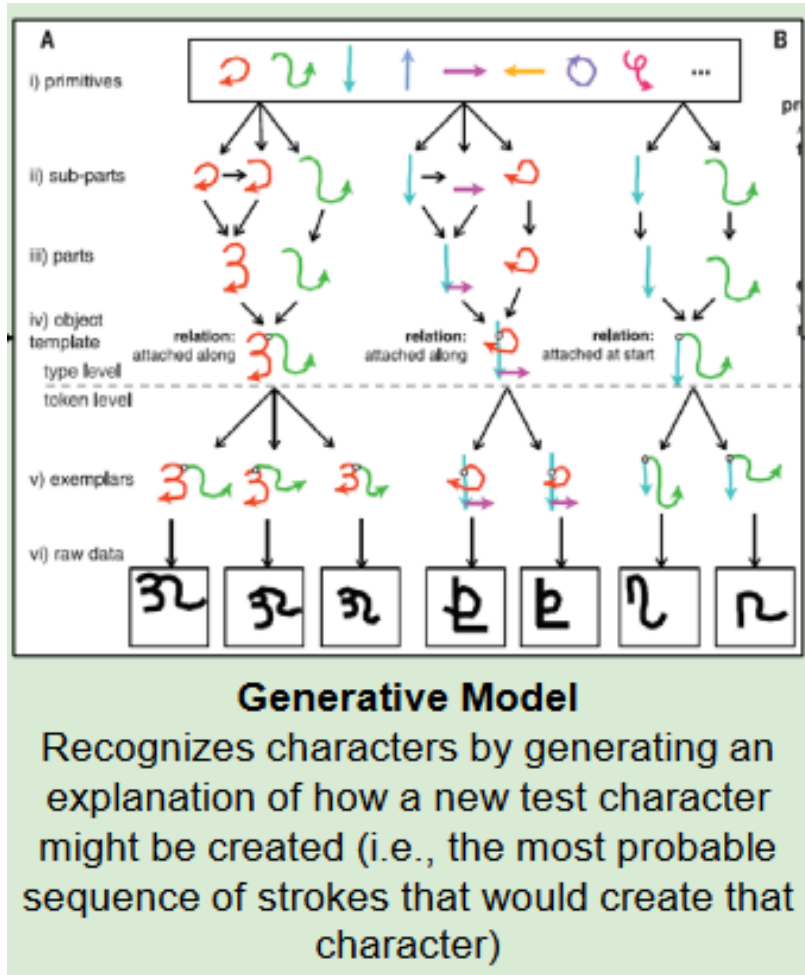 A
B
i) primitives
...
pr
ii) sub-parts
iii) parts
iv) object
template
relation:
attached along
relation:
attached along
relation:
attached at start
type level
token level
v) exemplars
vi) raw data
Generative Model
Recognizes characters by generating an
explanation of how a new test character
might be created (i.e., the most probable
sequence of strokes that would create that
character)